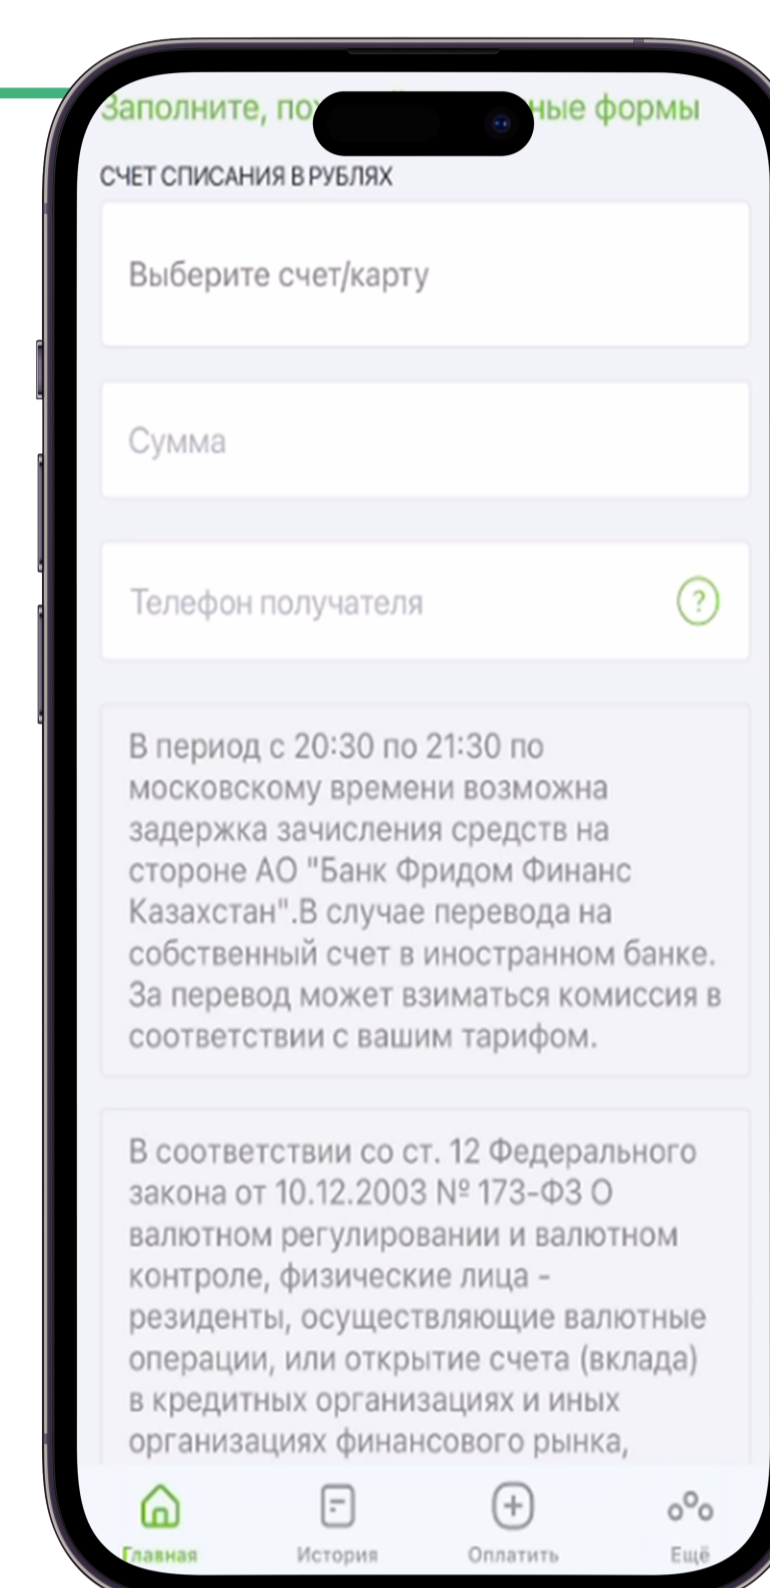 Заполните, по ные формы
СЧЕТ СПИСАНИЯ В РУБЛЯХ
Выберите счет/карту
Сумма
Телефон получателя
?
В период с 20:30 по 21:30 по
московскому времени возможна
задержка зачисления средств на
стороне АО "Банк Фридом Финанс
Казахстан".В случае перевода на
собственный счет в иностранном банке.
За перевод может взиматься комиссия в
соответствии с вашим тарифом.
В соответствии со ст. 12 Федерального
закона от 10.12.2003 № 173-ФЗ О
валютном регулировании и валютном
контроле, физические лица -
резиденты, осуществляющие валютные
операции, или открытие счета (вклада)
в кредитных организациях и иных
организациях финансового рынка,
Главная История Оплатить Ещё